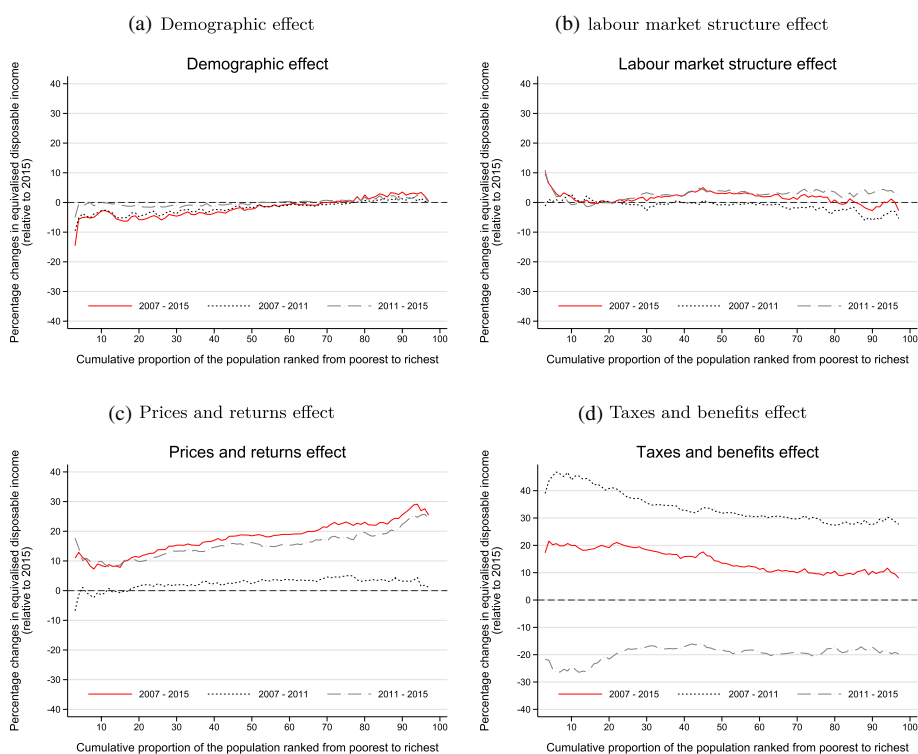 (a) Demographic effect
Demographic effect
Percentage changes in equivalised disposable income
(relative to 2015)
40
30
20
10
0
-10
-20
-30
-40
2007 - 2015
2007 - 2011
2011 - 2015
10 20 30 40 50 60 70 80 90 100
Cumulative proportion of the population ranked from poorest to richest
(b) labour market structure effect
Labour market structure effect
Percentage changes in equivalised disposable income
(relative to 2015)
40
30
20
10
0
-10
-20
-30
-40
2007 - 2015
2007 - 2011
2011 - 2015
10 20 30 40 50 60 70 80 90 100
Cumulative proportion of the population ranked from poorest to richest
(c) Prices and returns effect
Prices and returns effect
Percentage changes in equivalised disposable income
(relative to 2015)
40
30
20
10
0
-10
-20
-30
-40
2007 - 2015
2007 - 2011
2011 - 2015
10 20 30 40 50 60 70 80 90 100
Cumulative proportion of the population ranked from poorest to richest
(d) Taxes and benefits effect
Taxes and benefits effect
Percentage changes in equivalised disposable income
(relative to 2015)
40
30
20
10
0
-10
-20
-30
-40
2007 - 2015
2007 - 2011
2011 - 2015
10 20 30 40 50 60 70 80 90 100
Cumulative proportion of the population ranked from poorest to richest